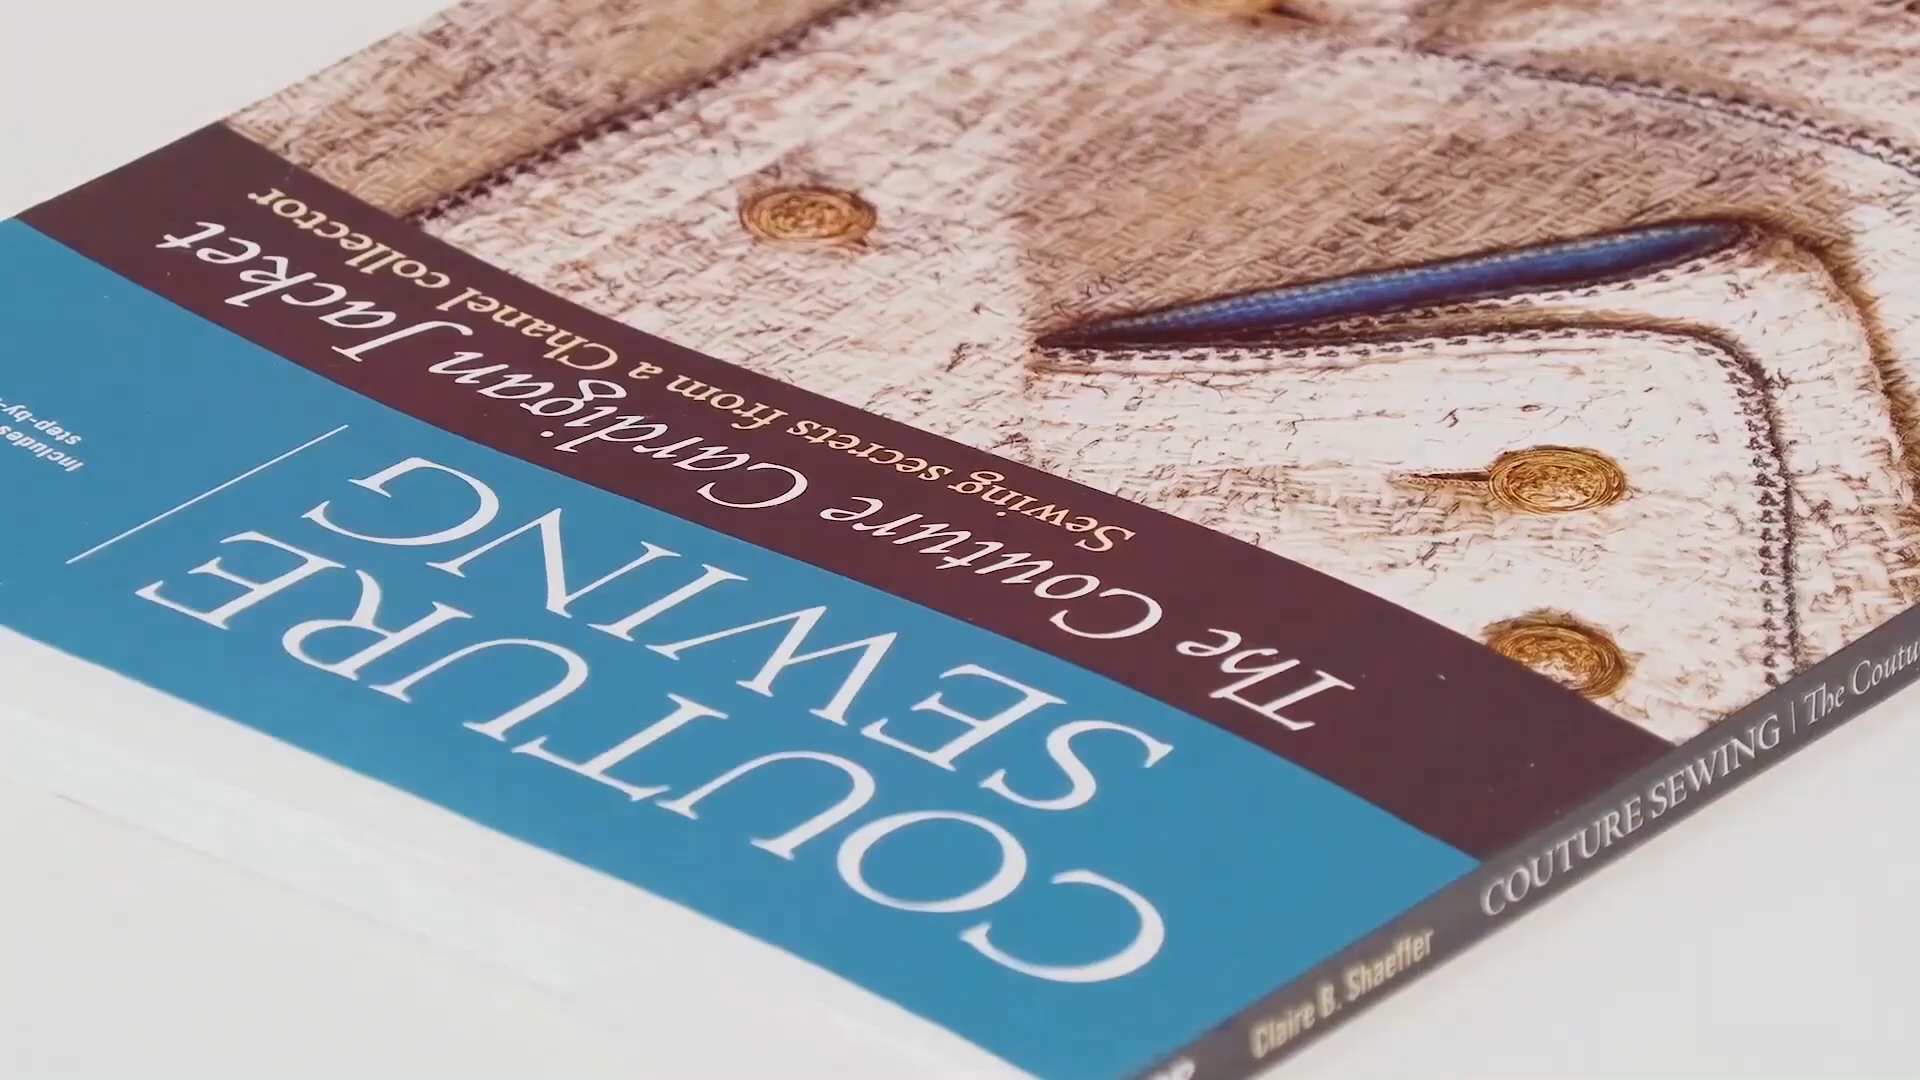 COUTURE
SEWING
The Couture Cardigan Jacket
Sewing secrets from a Chanel collector
Includes
step-by-
Claire B. Shaeffer
COUTURE SEWING | The Coutu